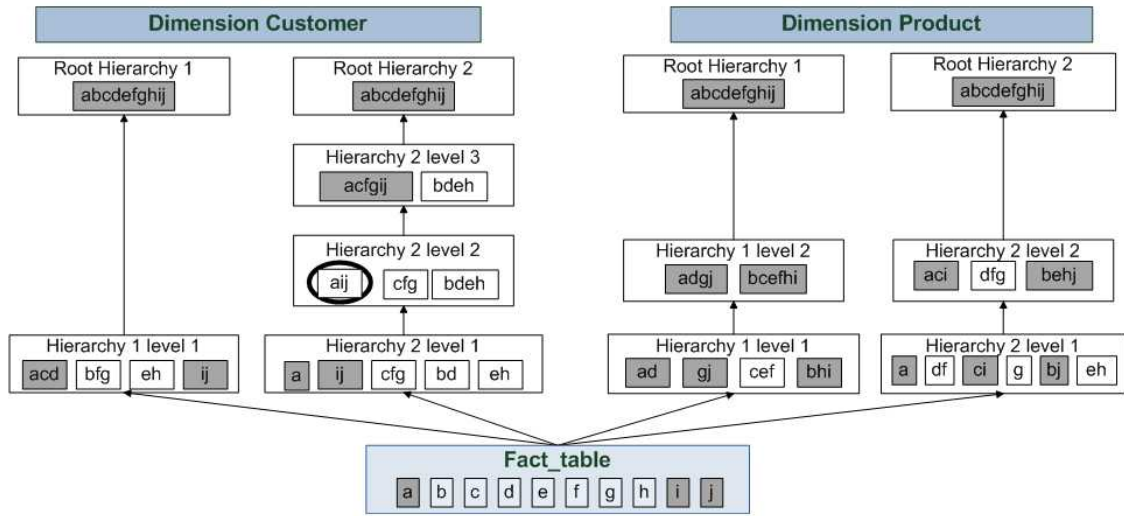 Dimension Customer
Dimension Product
Root Hierarchy 1
abcdefghij
Root Hierarchy 2
abcdefghij
Root Hierarchy 1
abcdefghij
Root Hierarchy 2
abcdefghij
Hierarchy 2 level 3
acfgij bdeh
Hierarchy 2 level 2
aij cfg bdeh
Hierarchy 1 level 2
adgj bcefhi
Hierarchy 2 level 2
aci dfg behj
Hierarchy 1 level 1
acd bfg eh ij
Hierarchy 2 level 1
a ij cfg bd eh
Hierarchy 1 level 1
ad gj cef bhi
Hierarchy 2 level 1
a df ci g bj eh
Fact_table
a b c d e f g h i j